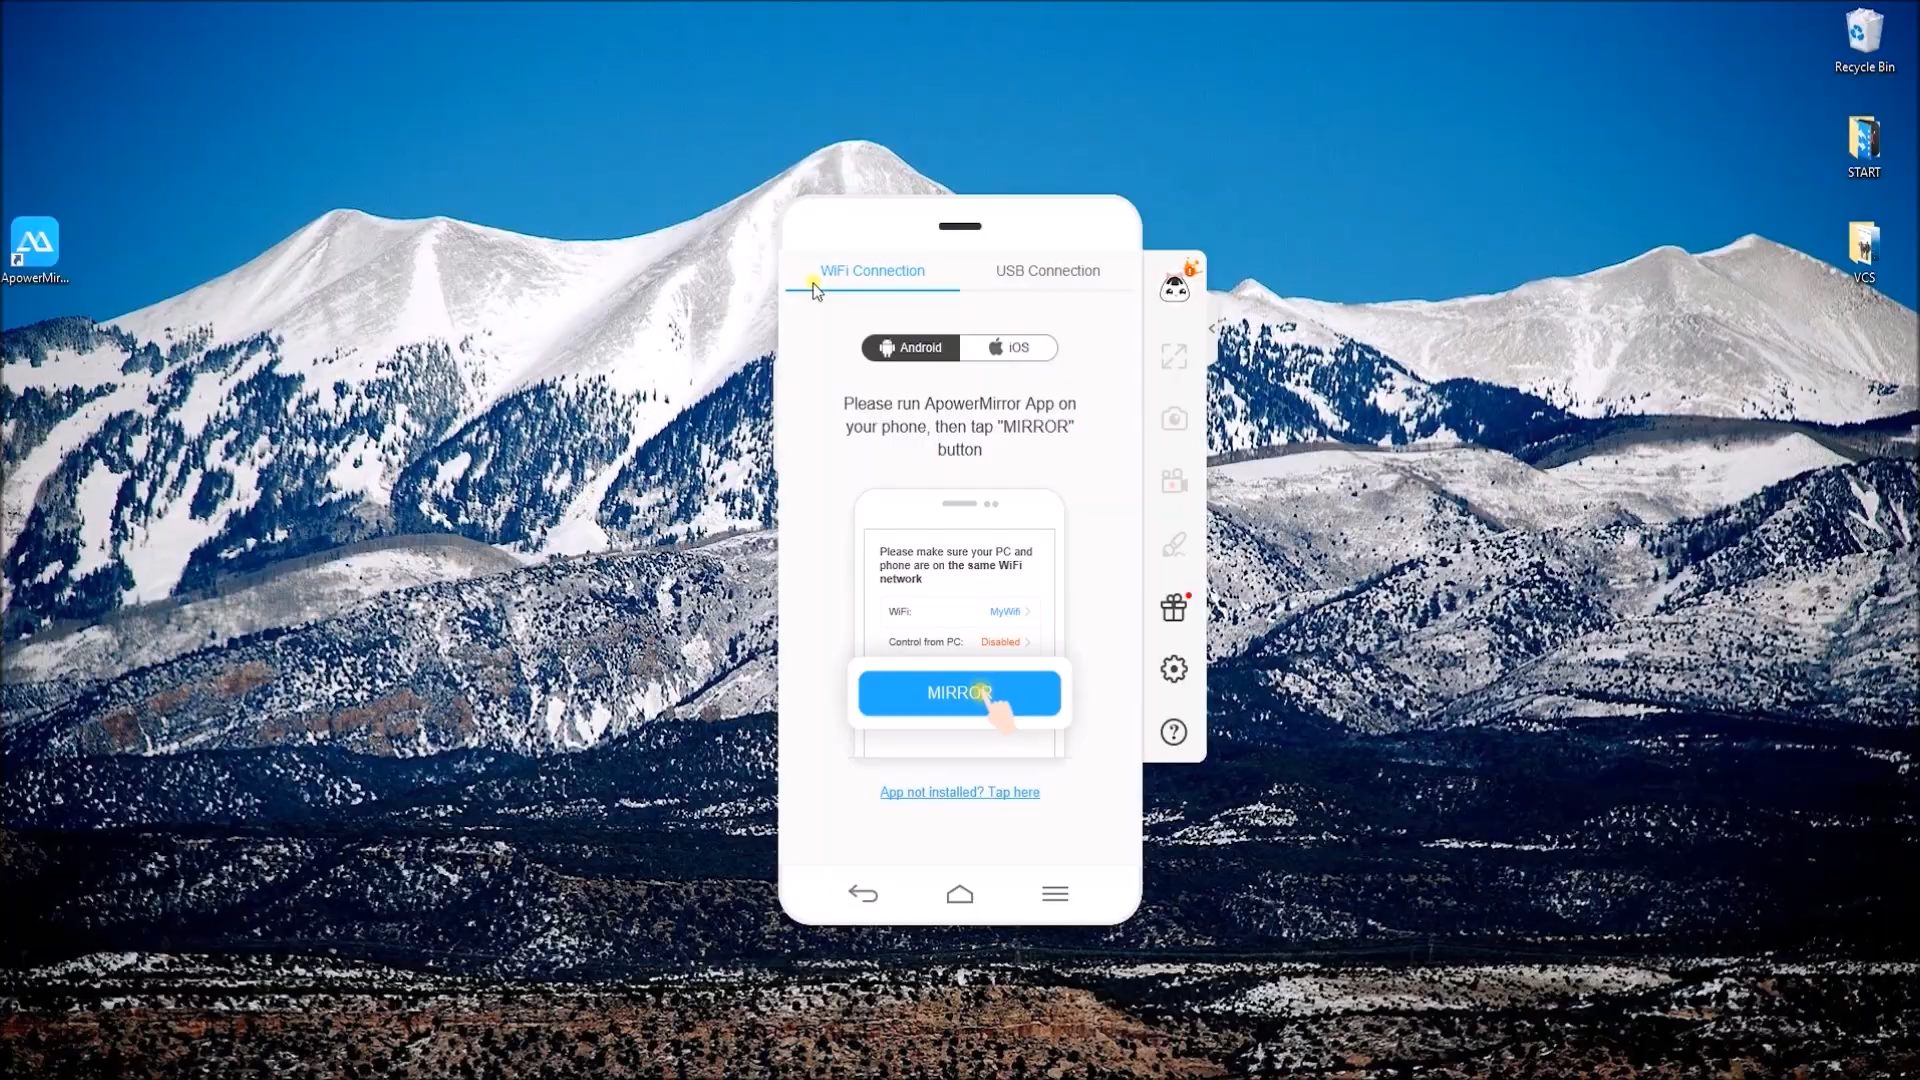 Recycle Bin
START
VCS
ApowerMir...
WiFi Connection
USB Connection
Android
iOS
Please run ApowerMirror App on
your phone, then tap "MIRROR"
button
Please make sure your PC and
phone are on the same WiFi
network
WiFi: MyWifi
Control from PC: Disabled
MIRROR
App not installed? Tap here